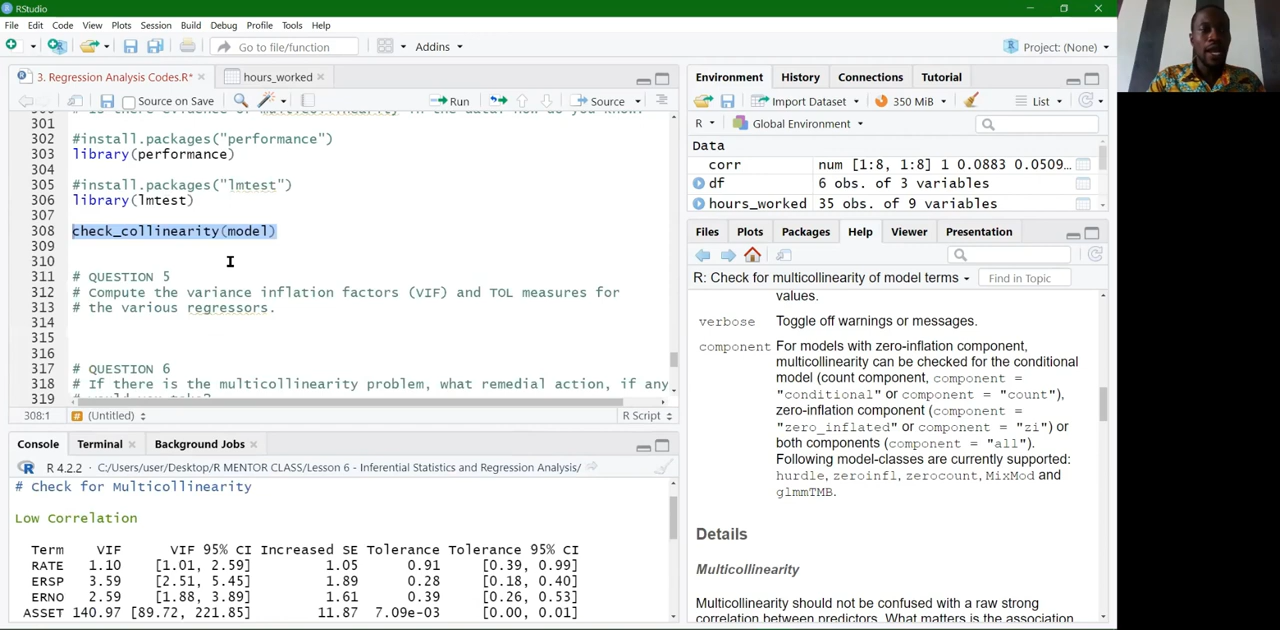 RStudio
File Edit Code View Plots Session Build Debug Profile Tools Help
Go to file/function Addins Project: (None)
3. Regression Analysis Codes.R* hours_worked
Source on Save Run Source
301
302 #install.packages("performance")
303 library(performance)
304
305 #install.packages("lmtest")
306 library(lmtest)
307
308 check_collinearity(model)
309
310
311 # QUESTION 5
312 # Compute the variance inflation factors (VIF) and TOL measures for
313 # the various regressors.
314
315
316
317 # QUESTION 6
318 # If there is the multicollinearity problem, what remedial action, if any
319
308:1 (Untitled) R Script
Console Terminal Background Jobs
R 4.2.2 · C:/Users/user/Desktop/R MENTOR CLASS/Lesson 6 - Inferential Statistics and Regression Analysis/
# Check for Multicollinearity
Low Correlation
Term VIF VIF 95% CI Increased SE Tolerance Tolerance 95% CI
RATE 1.10 [1.01, 2.59] 1.05 0.91 [0.39, 0.99]
ERSP 3.59 [2.51, 5.45] 1.89 0.28 [0.18, 0.40]
ERNO 2.59 [1.88, 3.89] 1.61 0.39 [0.26, 0.53]
ASSET 140.97 [89.72, 221.85] 11.87 7.09e-03 [0.00, 0.01]
Environment History Connections Tutorial
Import Dataset 350 MiB List
R Global Environment
Data
corr num [1:8, 1:8] 1 0.0883 0.0509...
df 6 obs. of 3 variables
hours_worked 35 obs. of 9 variables
Files Plots Packages Help Viewer Presentation
R: Check for multicollinearity of model terms Find in Topic
values.
verbose Toggle off warnings or messages.
component For models with zero-inflation component,
multicollinearity can be checked for the conditional
model (count component, component =
"conditional" or component = "count"),
zero-inflation component (component =
"zero_inflated" or component = "zi") or
both components (component = "all").
Following model-classes are currently supported:
hurdle, zeroinfl, zerocount, MixMod and
glmmTMB.
Details
Multicollinearity
Multicollinearity should not be confused with a raw strong
correlation between predictors. What matters is the association